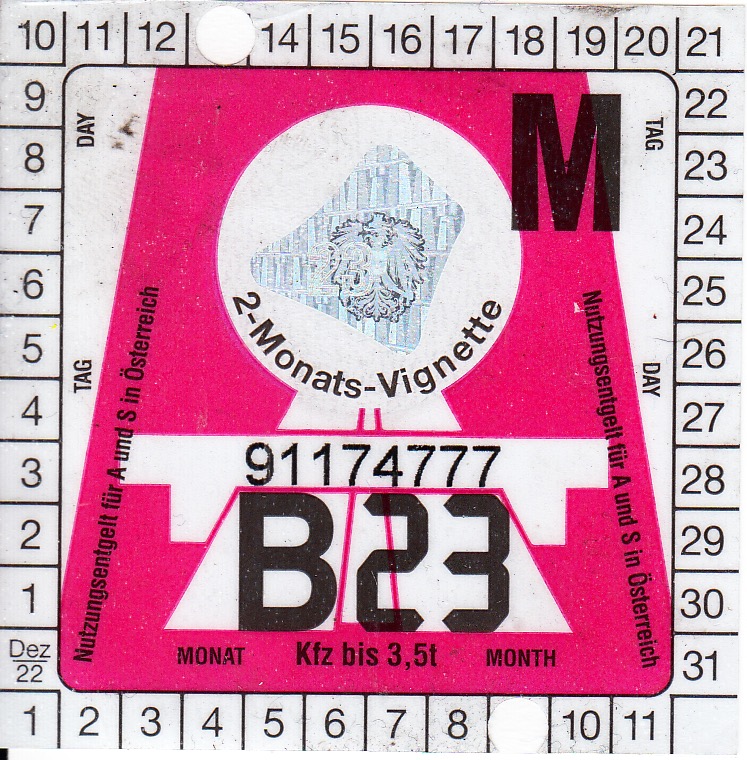 10 11 12 14 15 16 17 18 19 20 21
9 22
8 23
7 24
6 25
5 26
4 27
3 28
2 29
1 30
Dez 22 31
1 2 3 4 5 6 7 8 10 11
DAY
TAG
M
TAG
DAY
23
2-Monats-Vignette
Nutzungsentgelt für A und S in Österreich
Nutzungsentgelt für A und S in Österreich
91174777
B23
MONAT Kfz bis 3,5t MONTH